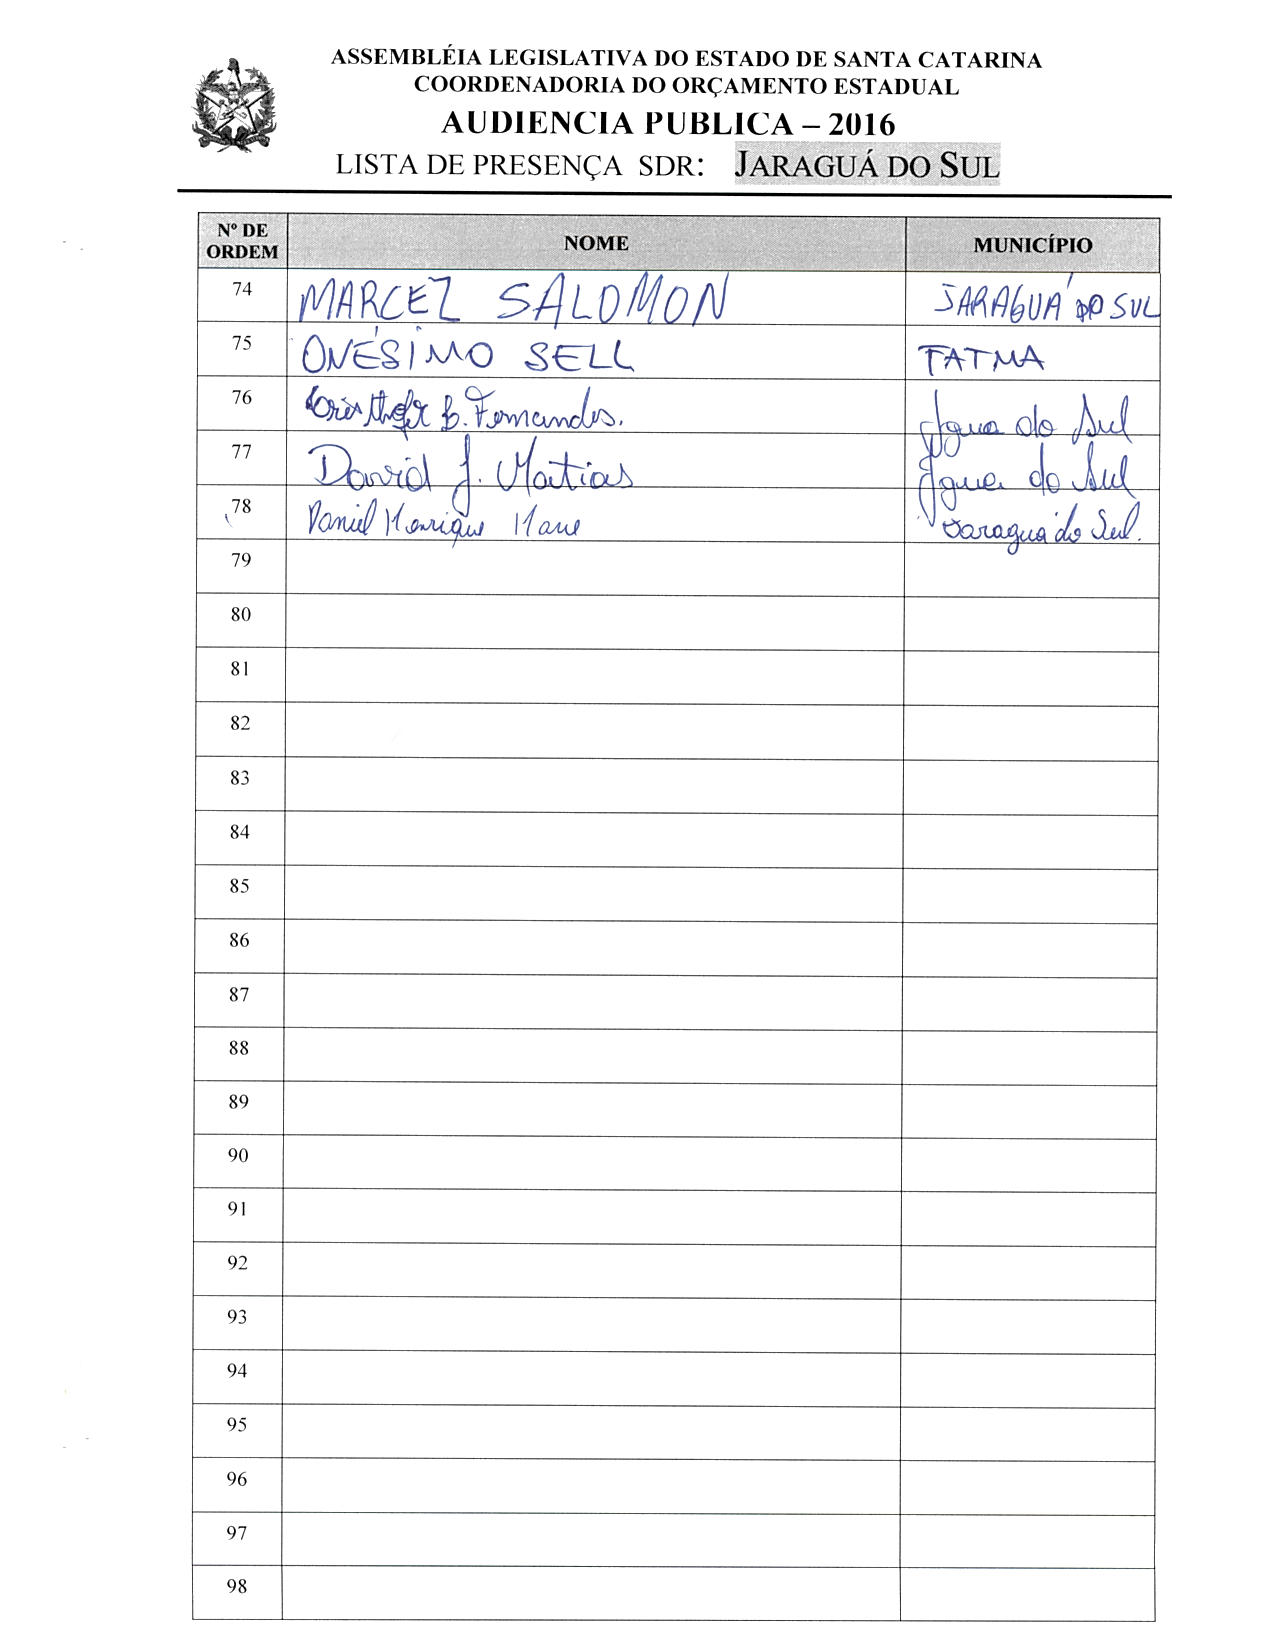 ASSEMBLÉIA LEGISLATIVA DO ESTADO DE SANTA CATARINA
COORDENADORIA DO ORÇAMENTO ESTADUAL
AUDIENCIA PUBLICA – 2016
LISTA DE PRESENÇA SDR: JARAGUÁ DO SUL
Nº DE ORDEM NOME MUNICÍPIO
74 MARCEL SALOMON JARAGUÁ DO SUL
75 ONÉSIMO SELL FATMA
76 B. Fernandes. do Sul
77 David J. Matias do Sul
78 Daniel Henrique Jaraguá do Sul.
79
80
81
82
83
84
85
86
87
88
89
90
91
92
93
94
95
96
97
98